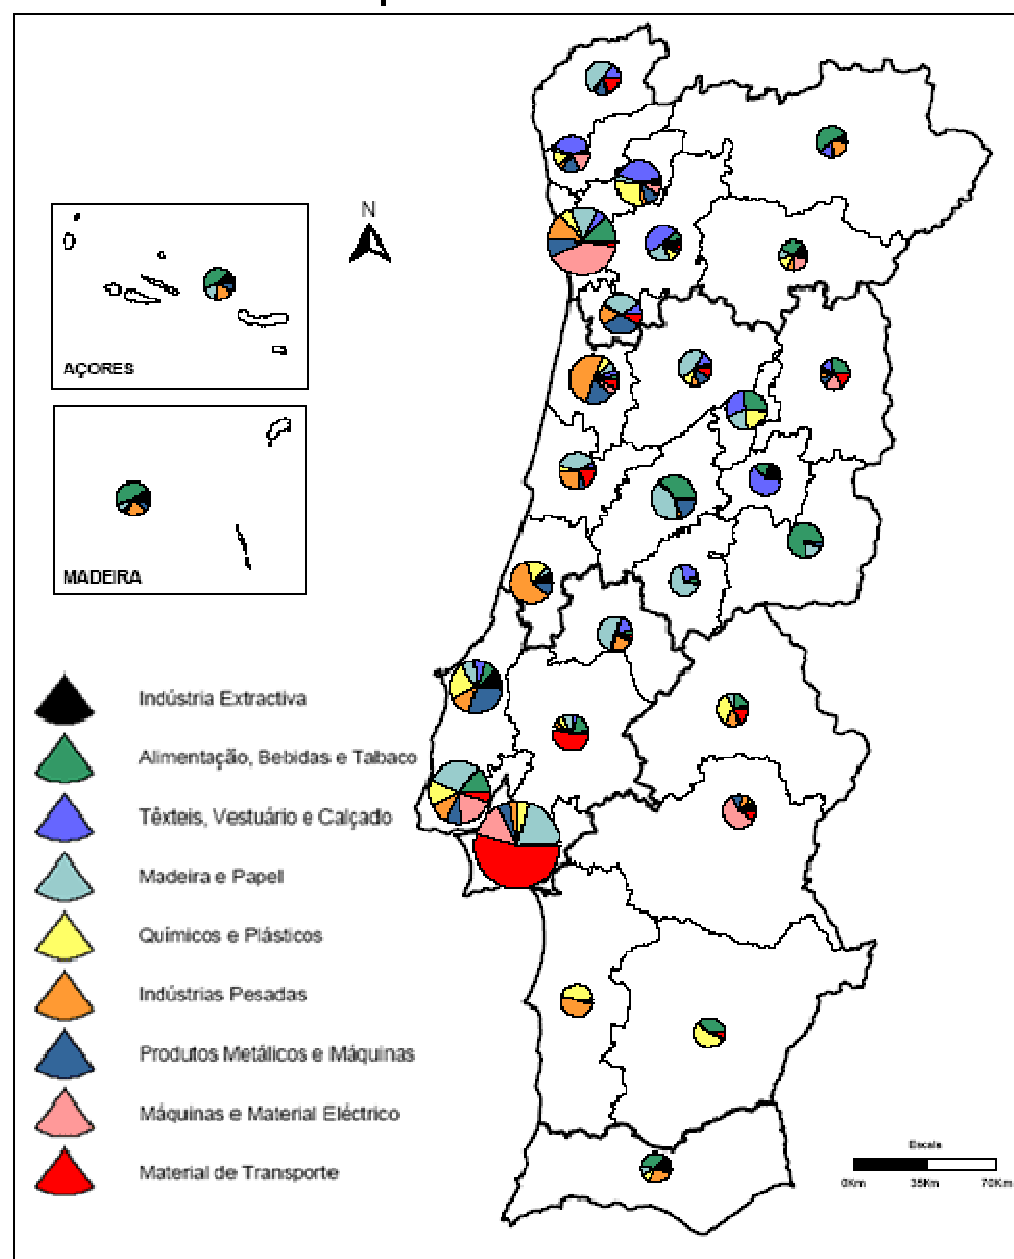 N
AÇORES
MADEIRA
Indústria Extractiva
Alimentação, Bebidas e Tabaco
Têxteis, Vestuário e Calçado
Madeira e Papell
Químicos e Plásticos
Indústrias Pesadas
Produtos Metálicos e Máquinas
Máquinas e Material Eléctrico
Material de Transporte
Escala
0Km 35Km 70Km